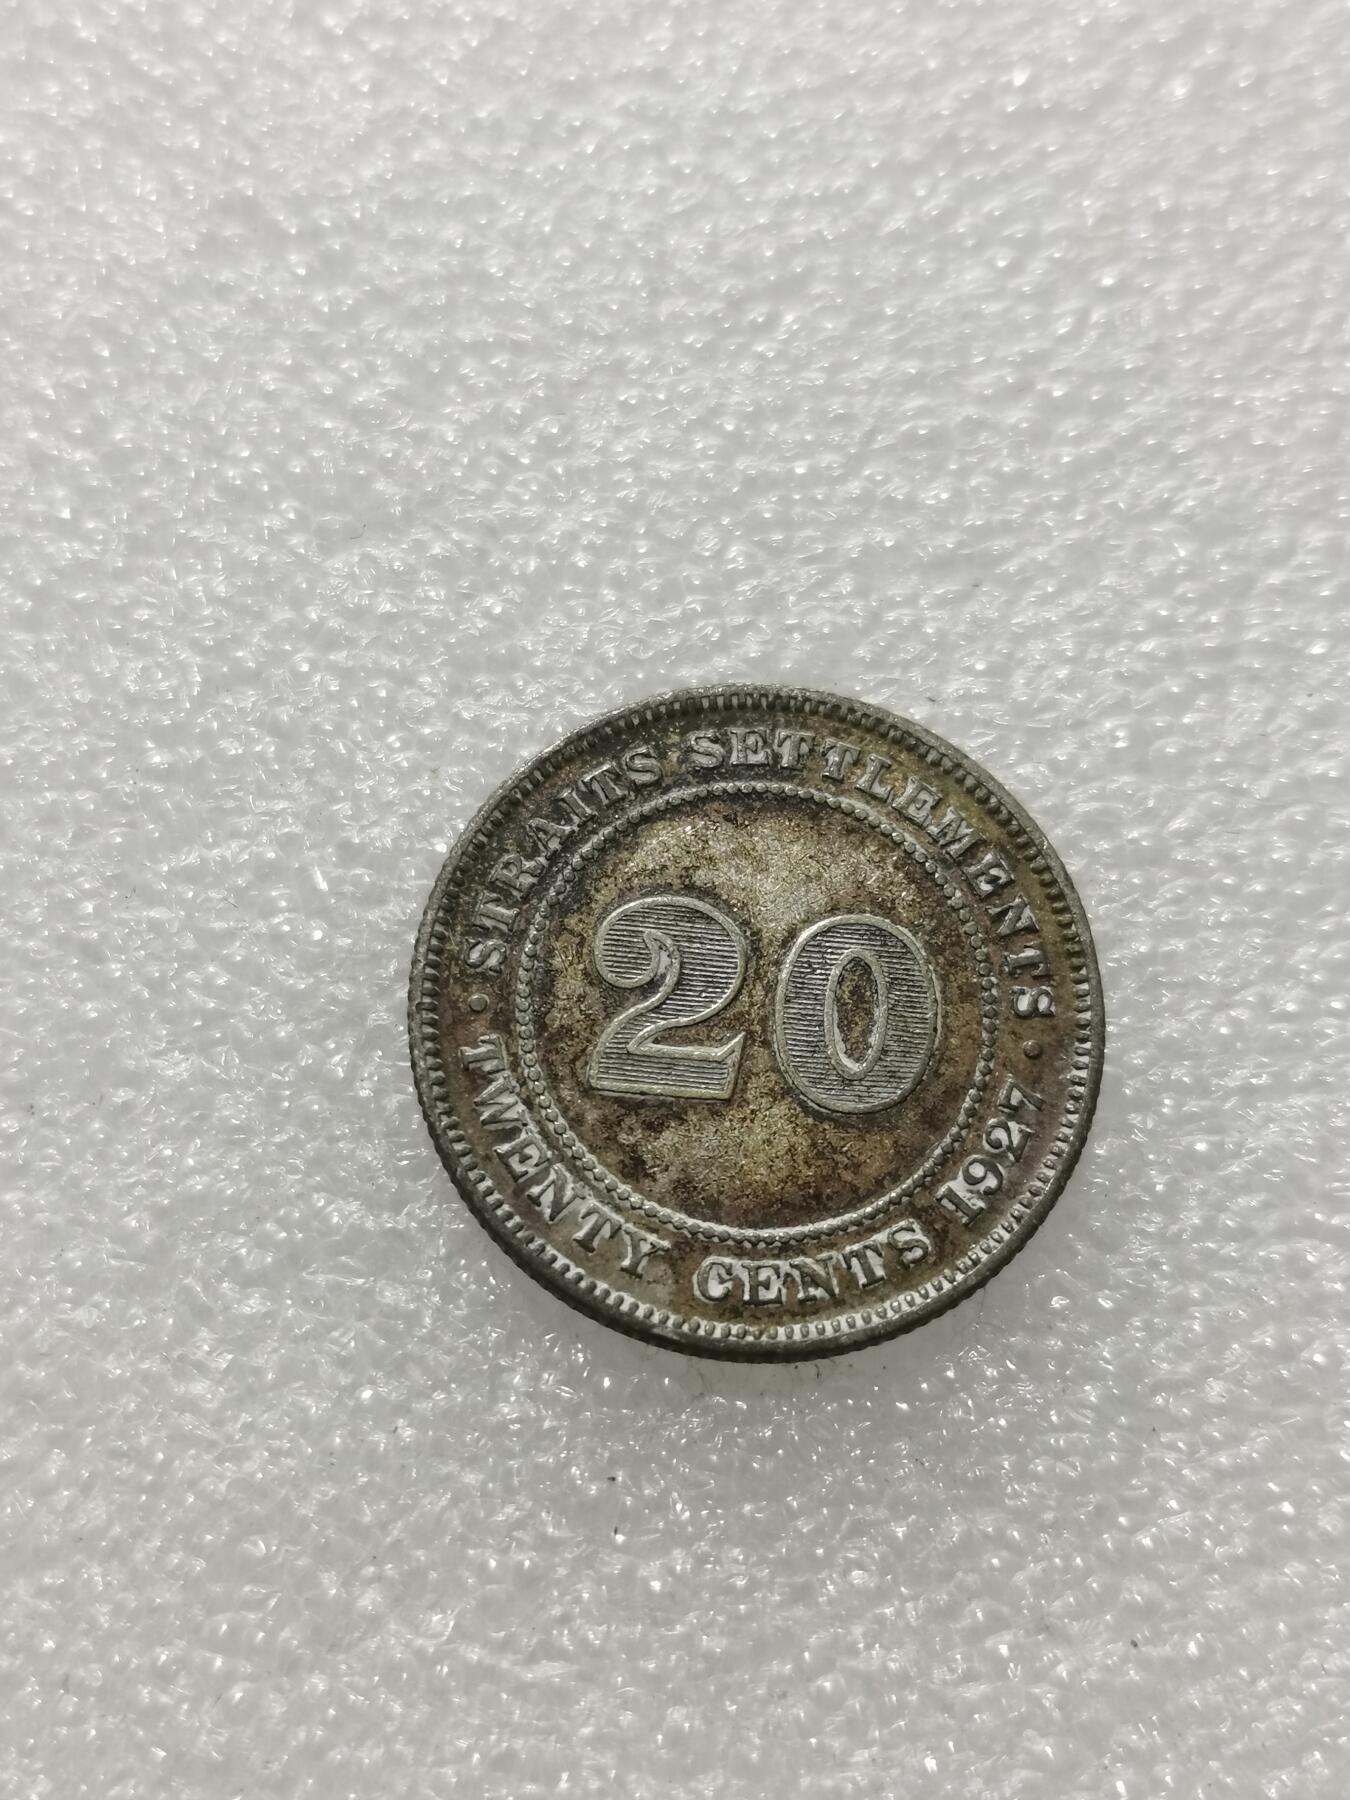 · STRAITS SETTLEMENTS ·
20
TWENTY CENTS 1927